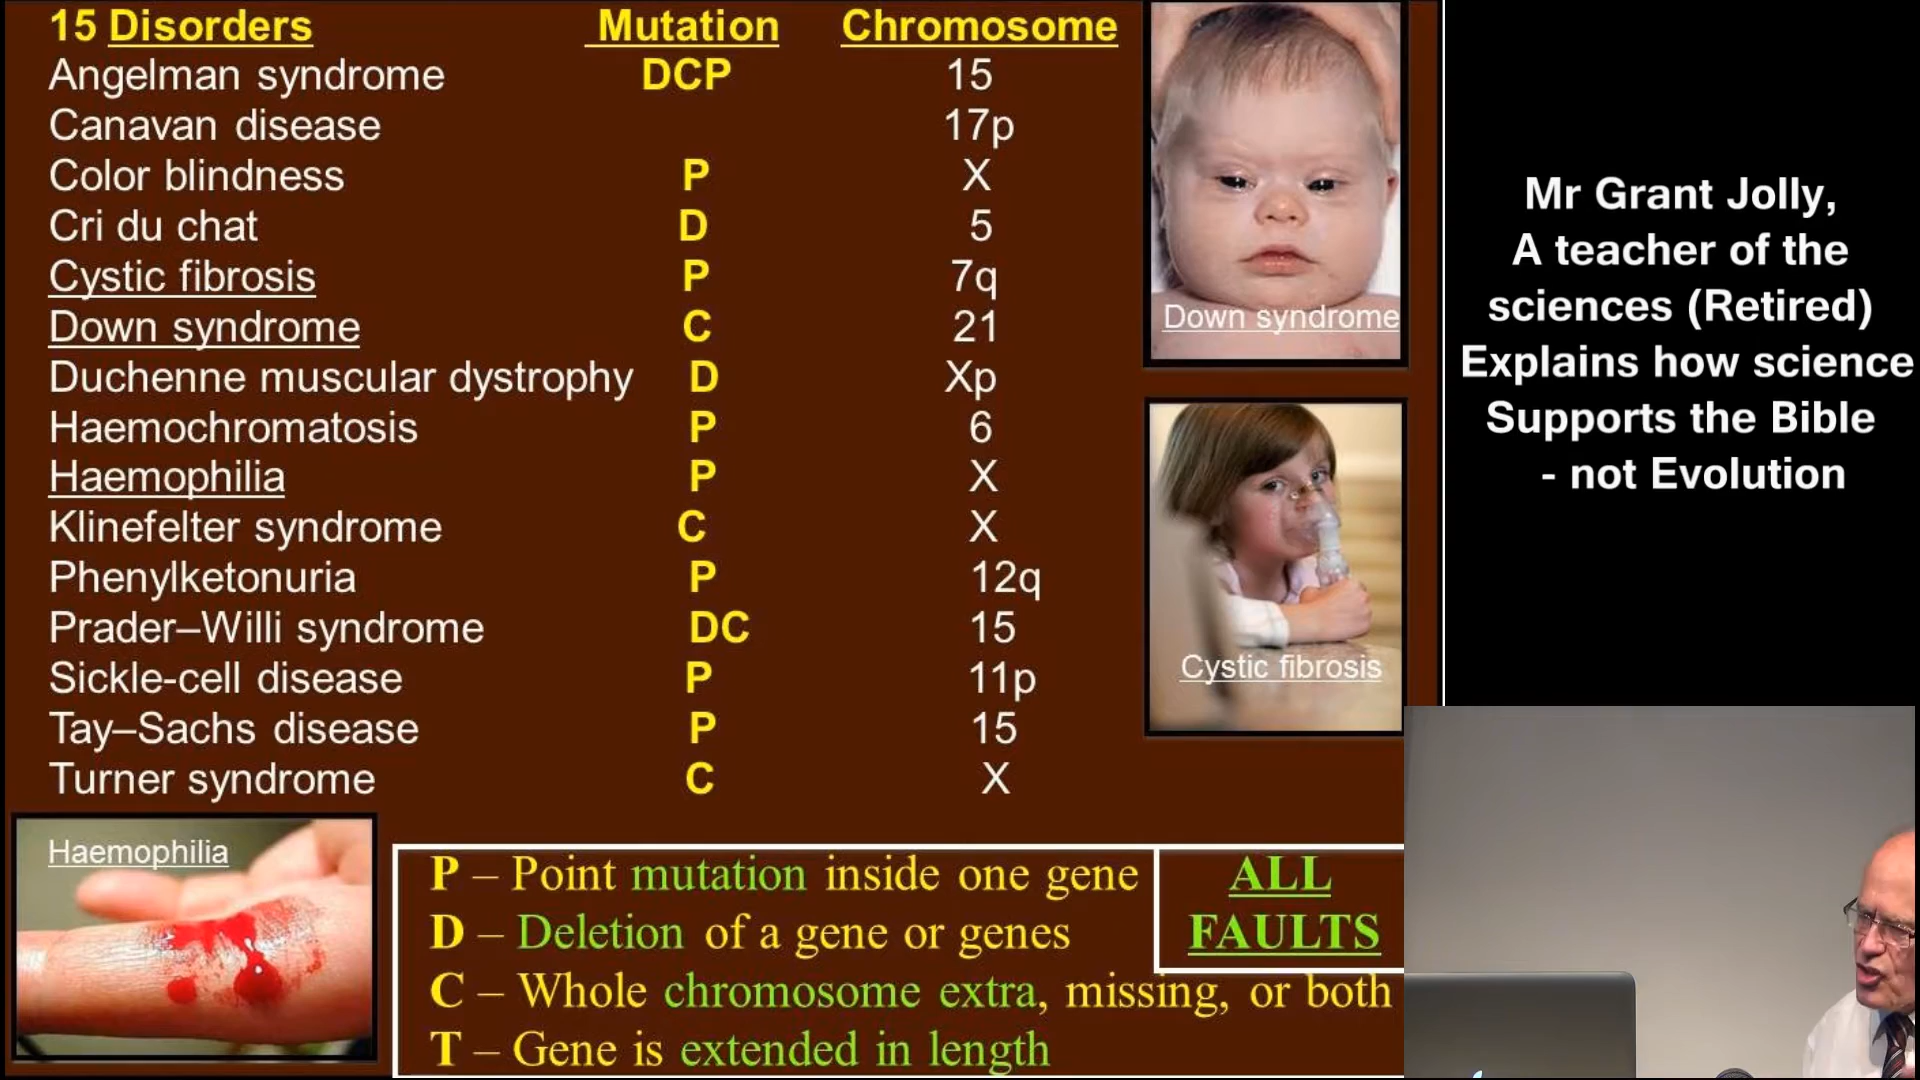 15 Disorders Mutation Chromosome
Angelman syndrome DCP 15
Canavan disease 17p
Color blindness P X
Cri du chat D 5
Cystic fibrosis P 7q
Down syndrome C 21
Duchenne muscular dystrophy D Xp
Haemochromatosis P 6
Haemophilia P X
Klinefelter syndrome C X
Phenylketonuria P 12q
Prader–Willi syndrome DC 15
Sickle-cell disease P 11p
Tay–Sachs disease P 15
Turner syndrome C X
Down syndrome
Cystic fibrosis
Haemophilia
P – Point mutation inside one gene
D – Deletion of a gene or genes
C – Whole chromosome extra, missing, or both
T – Gene is extended in length
ALL
FAULTS
Mr Grant Jolly,
A teacher of the
sciences (Retired)
Explains how science
Supports the Bible
- not Evolution